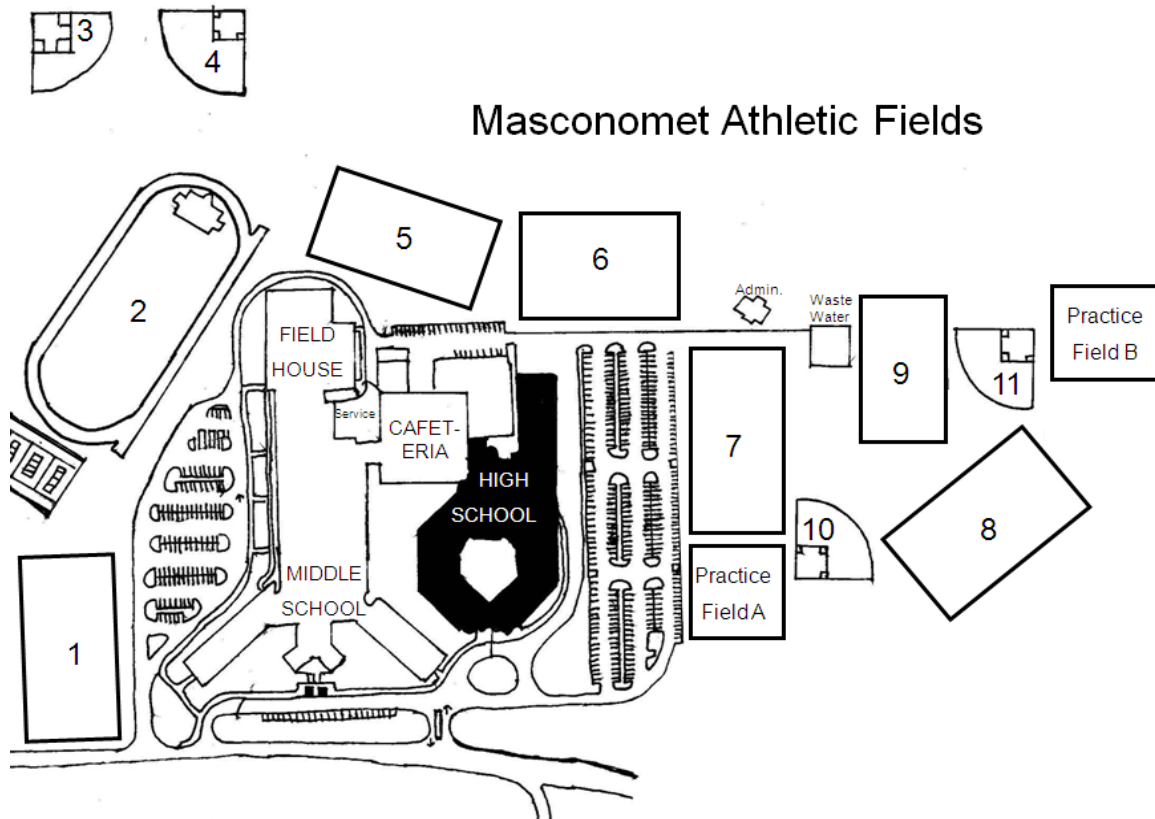 3
4
Masconomet Athletic Fields
5
6
2
Admin.
Waste
Water
Practice
Field B
FIELD
HOUSE
9
11
Service
CAFET-
ERIA
7
HIGH
SCHOOL
10
8
MIDDLE
SCHOOL
Practice
Field A
1